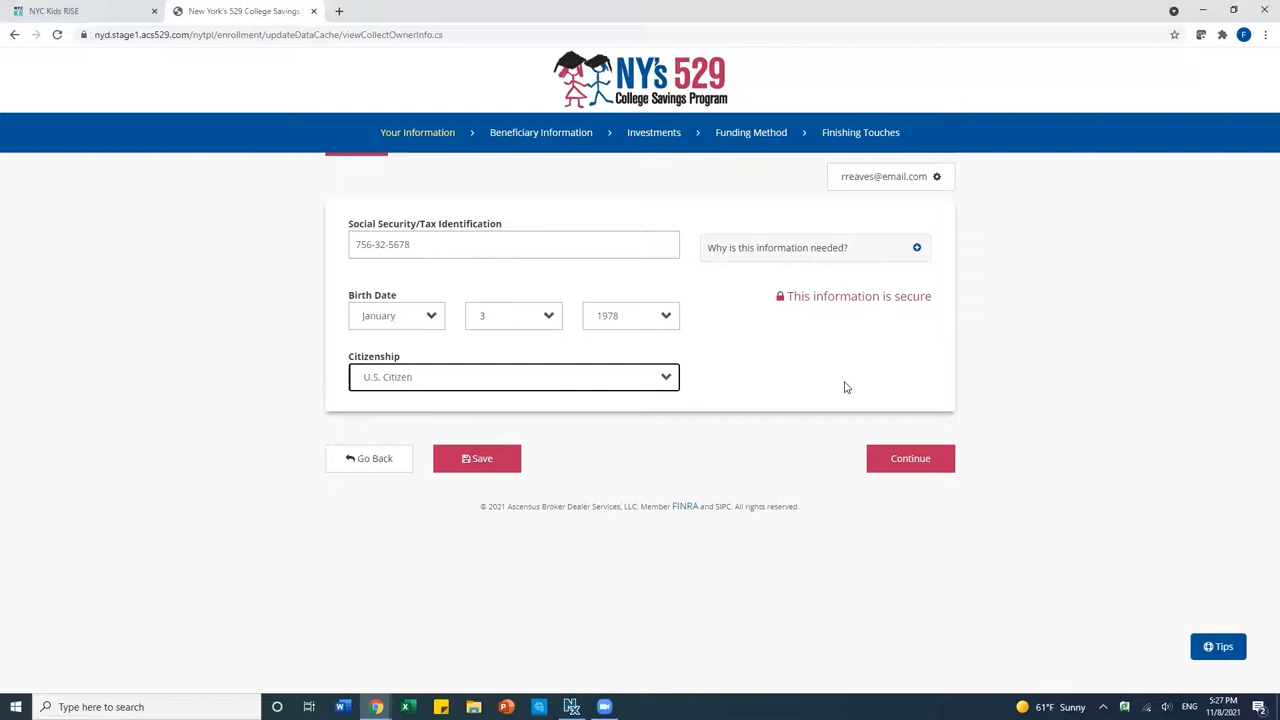 NYC Kids RISE
New York's 529 College Savings
nyd.stage1.acs529.com/nytpl/enrollment/updateDataCache/viewCollectOwnerInfo.cs
F
NY's 529
College Savings Program
Your Information
Beneficiary Information
Investments
Funding Method
Finishing Touches
rreaves@email.com
Social Security/Tax Identification
756-32-5678
Why is this information needed?
Birth Date
This information is secure
January
3
1978
Citizenship
U.S. Citizen
Go Back
Save
Continue
© 2021 Ascensus Broker Dealer Services, LLC. Member FINRA and SIPC. All rights reserved.
Tips
Type here to search
61°F Sunny
5:27 PM
11/8/2021
2